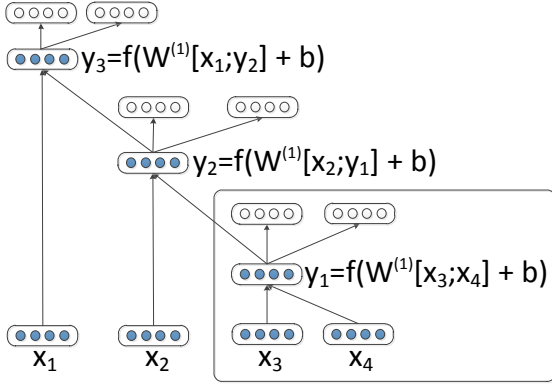 y₃=f(W⁽¹⁾[x₁;y₂] + b)
y₂=f(W⁽¹⁾[x₂;y₁] + b)
y₁=f(W⁽¹⁾[x₃;x₄] + b)
x₁ x₂ x₃ x₄